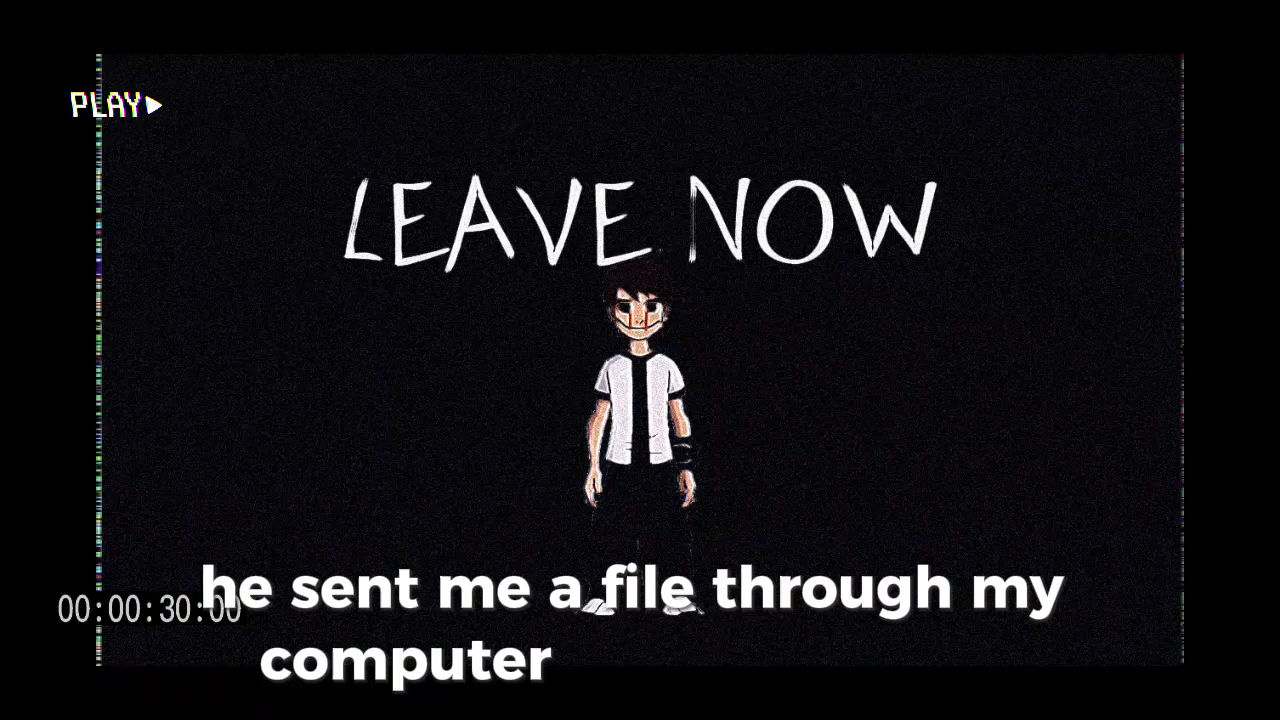 PLAY
LEAVE NOW
he sent me a file through my
00:00:30:00
computer